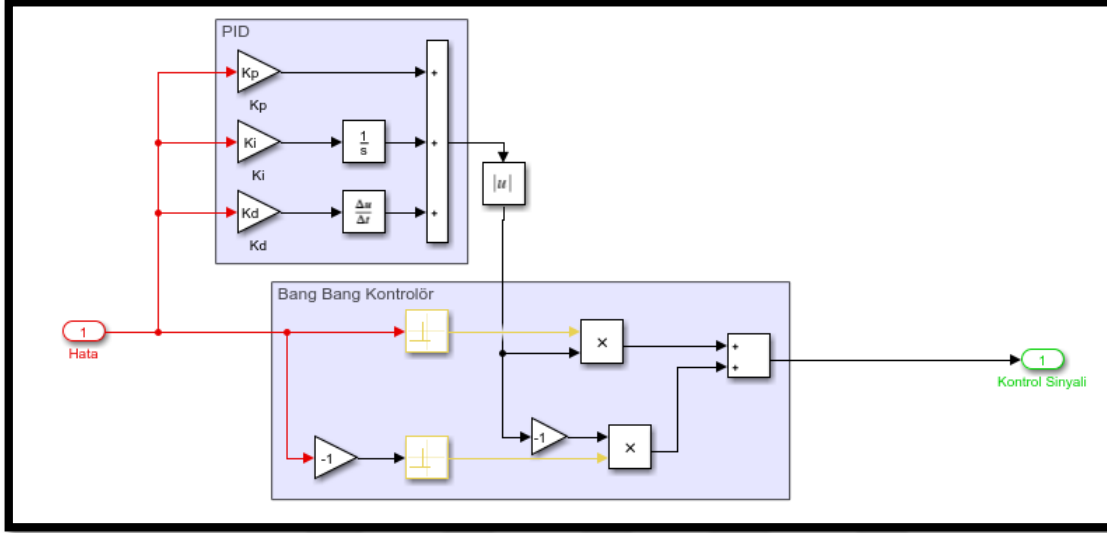 PID
Kp
+
Kp
Ki
1
s
+
|u|
Ki
Kd
Δu
Δt
+
Kd
Bang Bang Kontrolör
1
Hata
×
+
+
1
Kontrol Sinyali
-1
-1
×